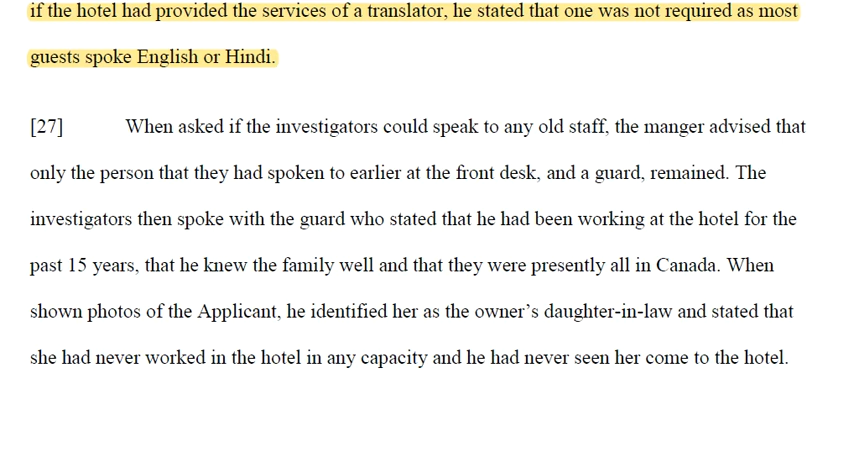 if the hotel had provided the services of a translator, he stated that one was not required as most
guests spoke English or Hindi.
[27] When asked if the investigators could speak to any old staff, the manger advised that
only the person that they had spoken to earlier at the front desk, and a guard, remained. The
investigators then spoke with the guard who stated that he had been working at the hotel for the
past 15 years, that he knew the family well and that they were presently all in Canada. When
shown photos of the Applicant, he identified her as the owner’s daughter-in-law and stated that
she had never worked in the hotel in any capacity and he had never seen her come to the hotel.